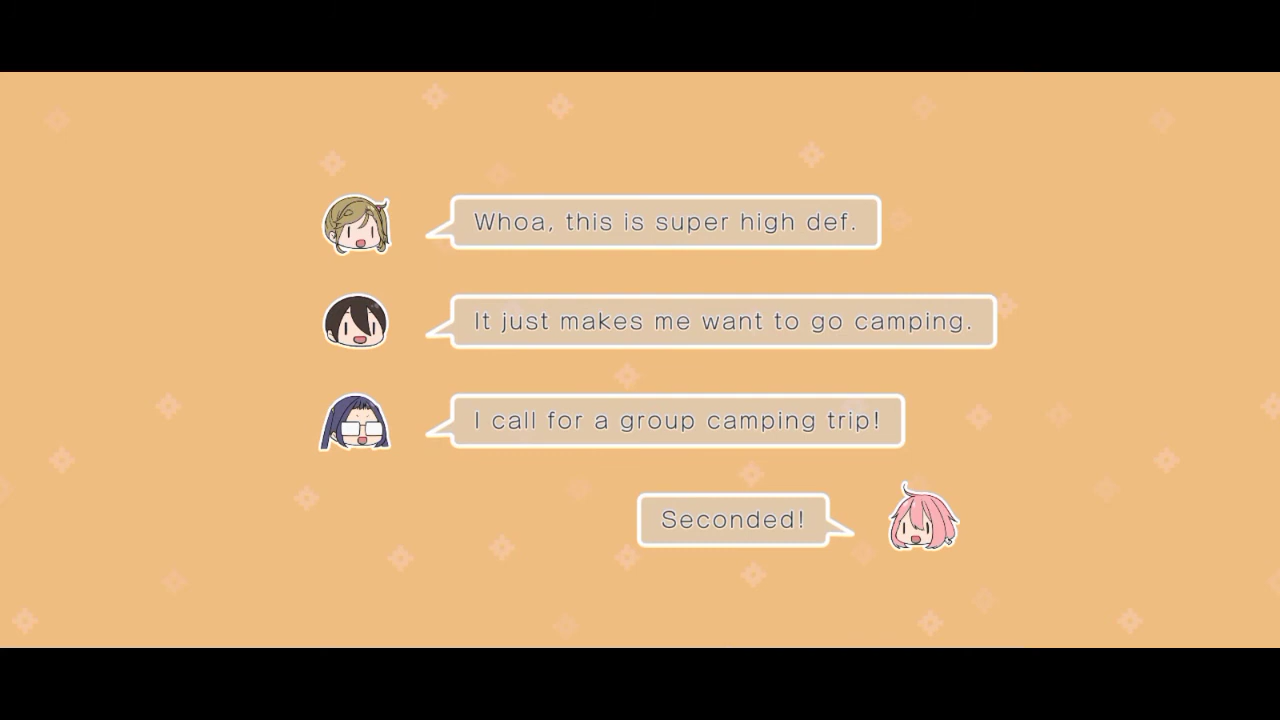 Whoa, this is super high def.
It just makes me want to go camping.
I call for a group camping trip!
Seconded!